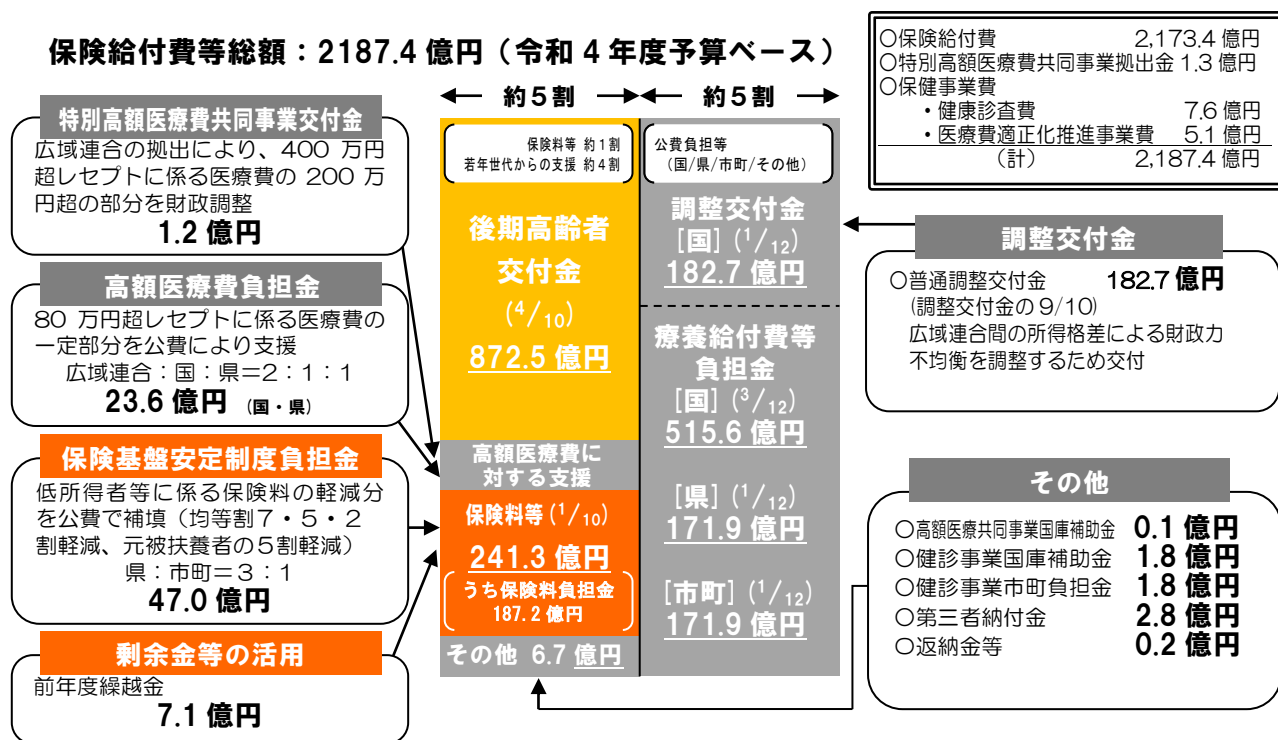 保険給付費等総額：2187.4 億円（令和 4 年度予算ベース）
○保険給付費 2,173.4 億円
○特別高額医療費共同事業拠出金 1.3 億円
○保健事業費
・健康診査費 7.6 億円
・医療費適正化推進事業費 5.1 億円
（計） 2,187.4 億円
約５割
約５割
特別高額医療費共同事業交付金
広域連合の拠出により、400 万円
超レセプトに係る医療費の 200 万
円超の部分を財政調整
1.2 億円
高額医療費負担金
80 万円超レセプトに係る医療費の
一定部分を公費により支援
広域連合：国：県＝2：1：1
23.6 億円 （国・県）
保険基盤安定制度負担金
低所得者等に係る保険料の軽減分
を公費で補填（均等割７・５・２
割軽減、元被扶養者の５割軽減）
県：市町＝3：1
47.0 億円
剰余金等の活用
前年度繰越金
7.1 億円
保険料等 約１割
若年世代からの支援 約４割
後期高齢者
交付金
(4/10)
872.5 億円
高額医療費に
対する支援
保険料等 (1/10)
241.3 億円
うち保険料負担金
187.2 億円
その他 6.7 億円
公費負担等
（国/県/市町/その他）
調整交付金
[国] (1/12)
182.7 億円
療養給付費等
負担金
[国] (3/12)
515.6 億円
[県] (1/12)
171.9 億円
[市町] (1/12)
171.9 億円
調整交付金
○普通調整交付金 182.7 億円
(調整交付金の 9/10)
広域連合間の所得格差による財政力
不均衡を調整するため交付
その他
○高額医療共同事業国庫補助金 0.1 億円
○健診事業国庫補助金 1.8 億円
○健診事業市町負担金 1.8 億円
○第三者納付金 2.8 億円
○返納金等 0.2 億円